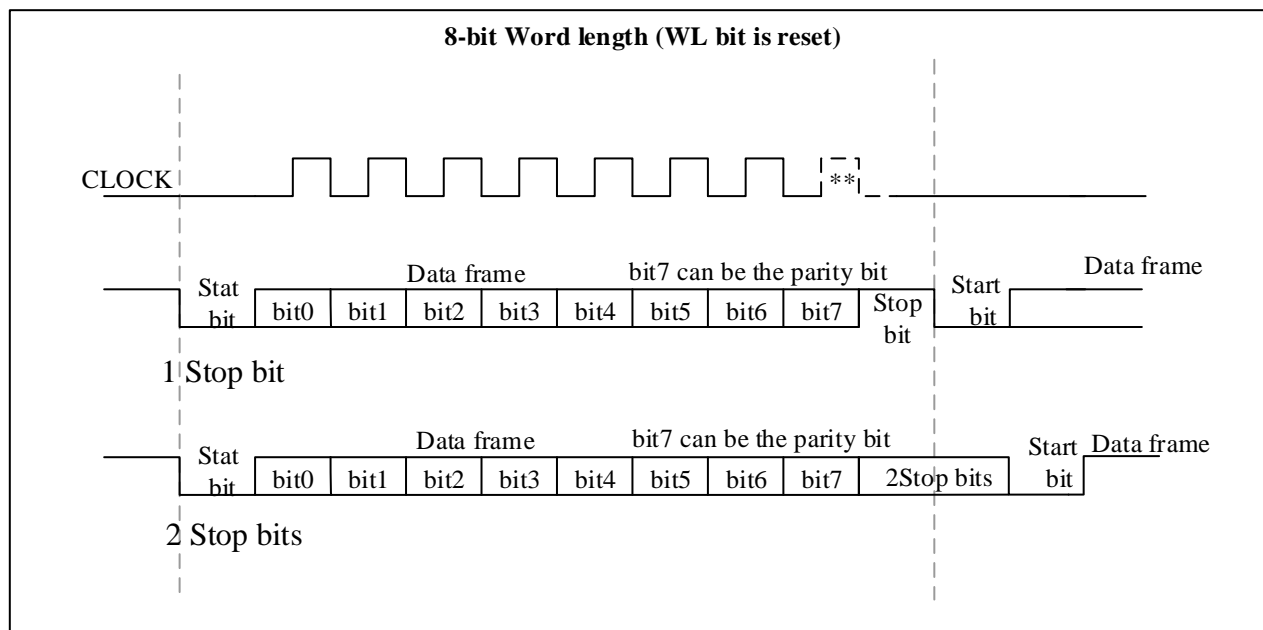 8-bit Word length (WL bit is reset)
CLOCK
**
Stat
bit
Data frame
bit7 can be the parity bit
Data frame
bit0 bit1 bit2 bit3 bit4 bit5 bit6 bit7
Stop
bit
Start
bit
1 Stop bit
Stat
bit
Data frame
bit7 can be the parity bit
Start
bit
Data frame
bit0 bit1 bit2 bit3 bit4 bit5 bit6 bit7
2Stop bits
2 Stop bits